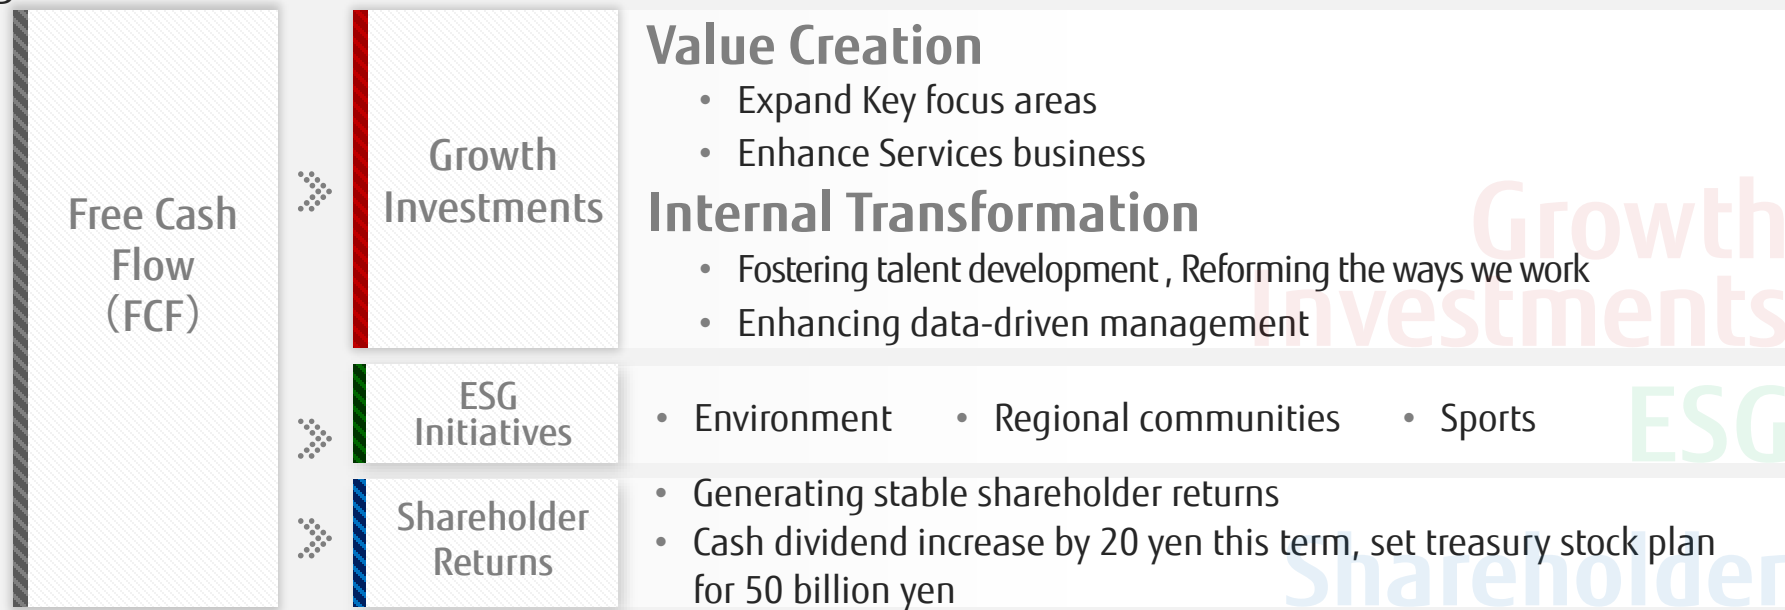 Free Cash
Flow
（FCF）
Growth
Investments
Value Creation
• Expand Key focus areas
• Enhance Services business
Internal Transformation
• Fostering talent development , Reforming the ways we work
• Enhancing data-driven management
Growth
Investments
ESG
Initiatives
• Environment • Regional communities • Sports
ESG
Shareholder
Returns
• Generating stable shareholder returns
• Cash dividend increase by 20 yen this term, set treasury stock plan
for 50 billion yen
Shareholder